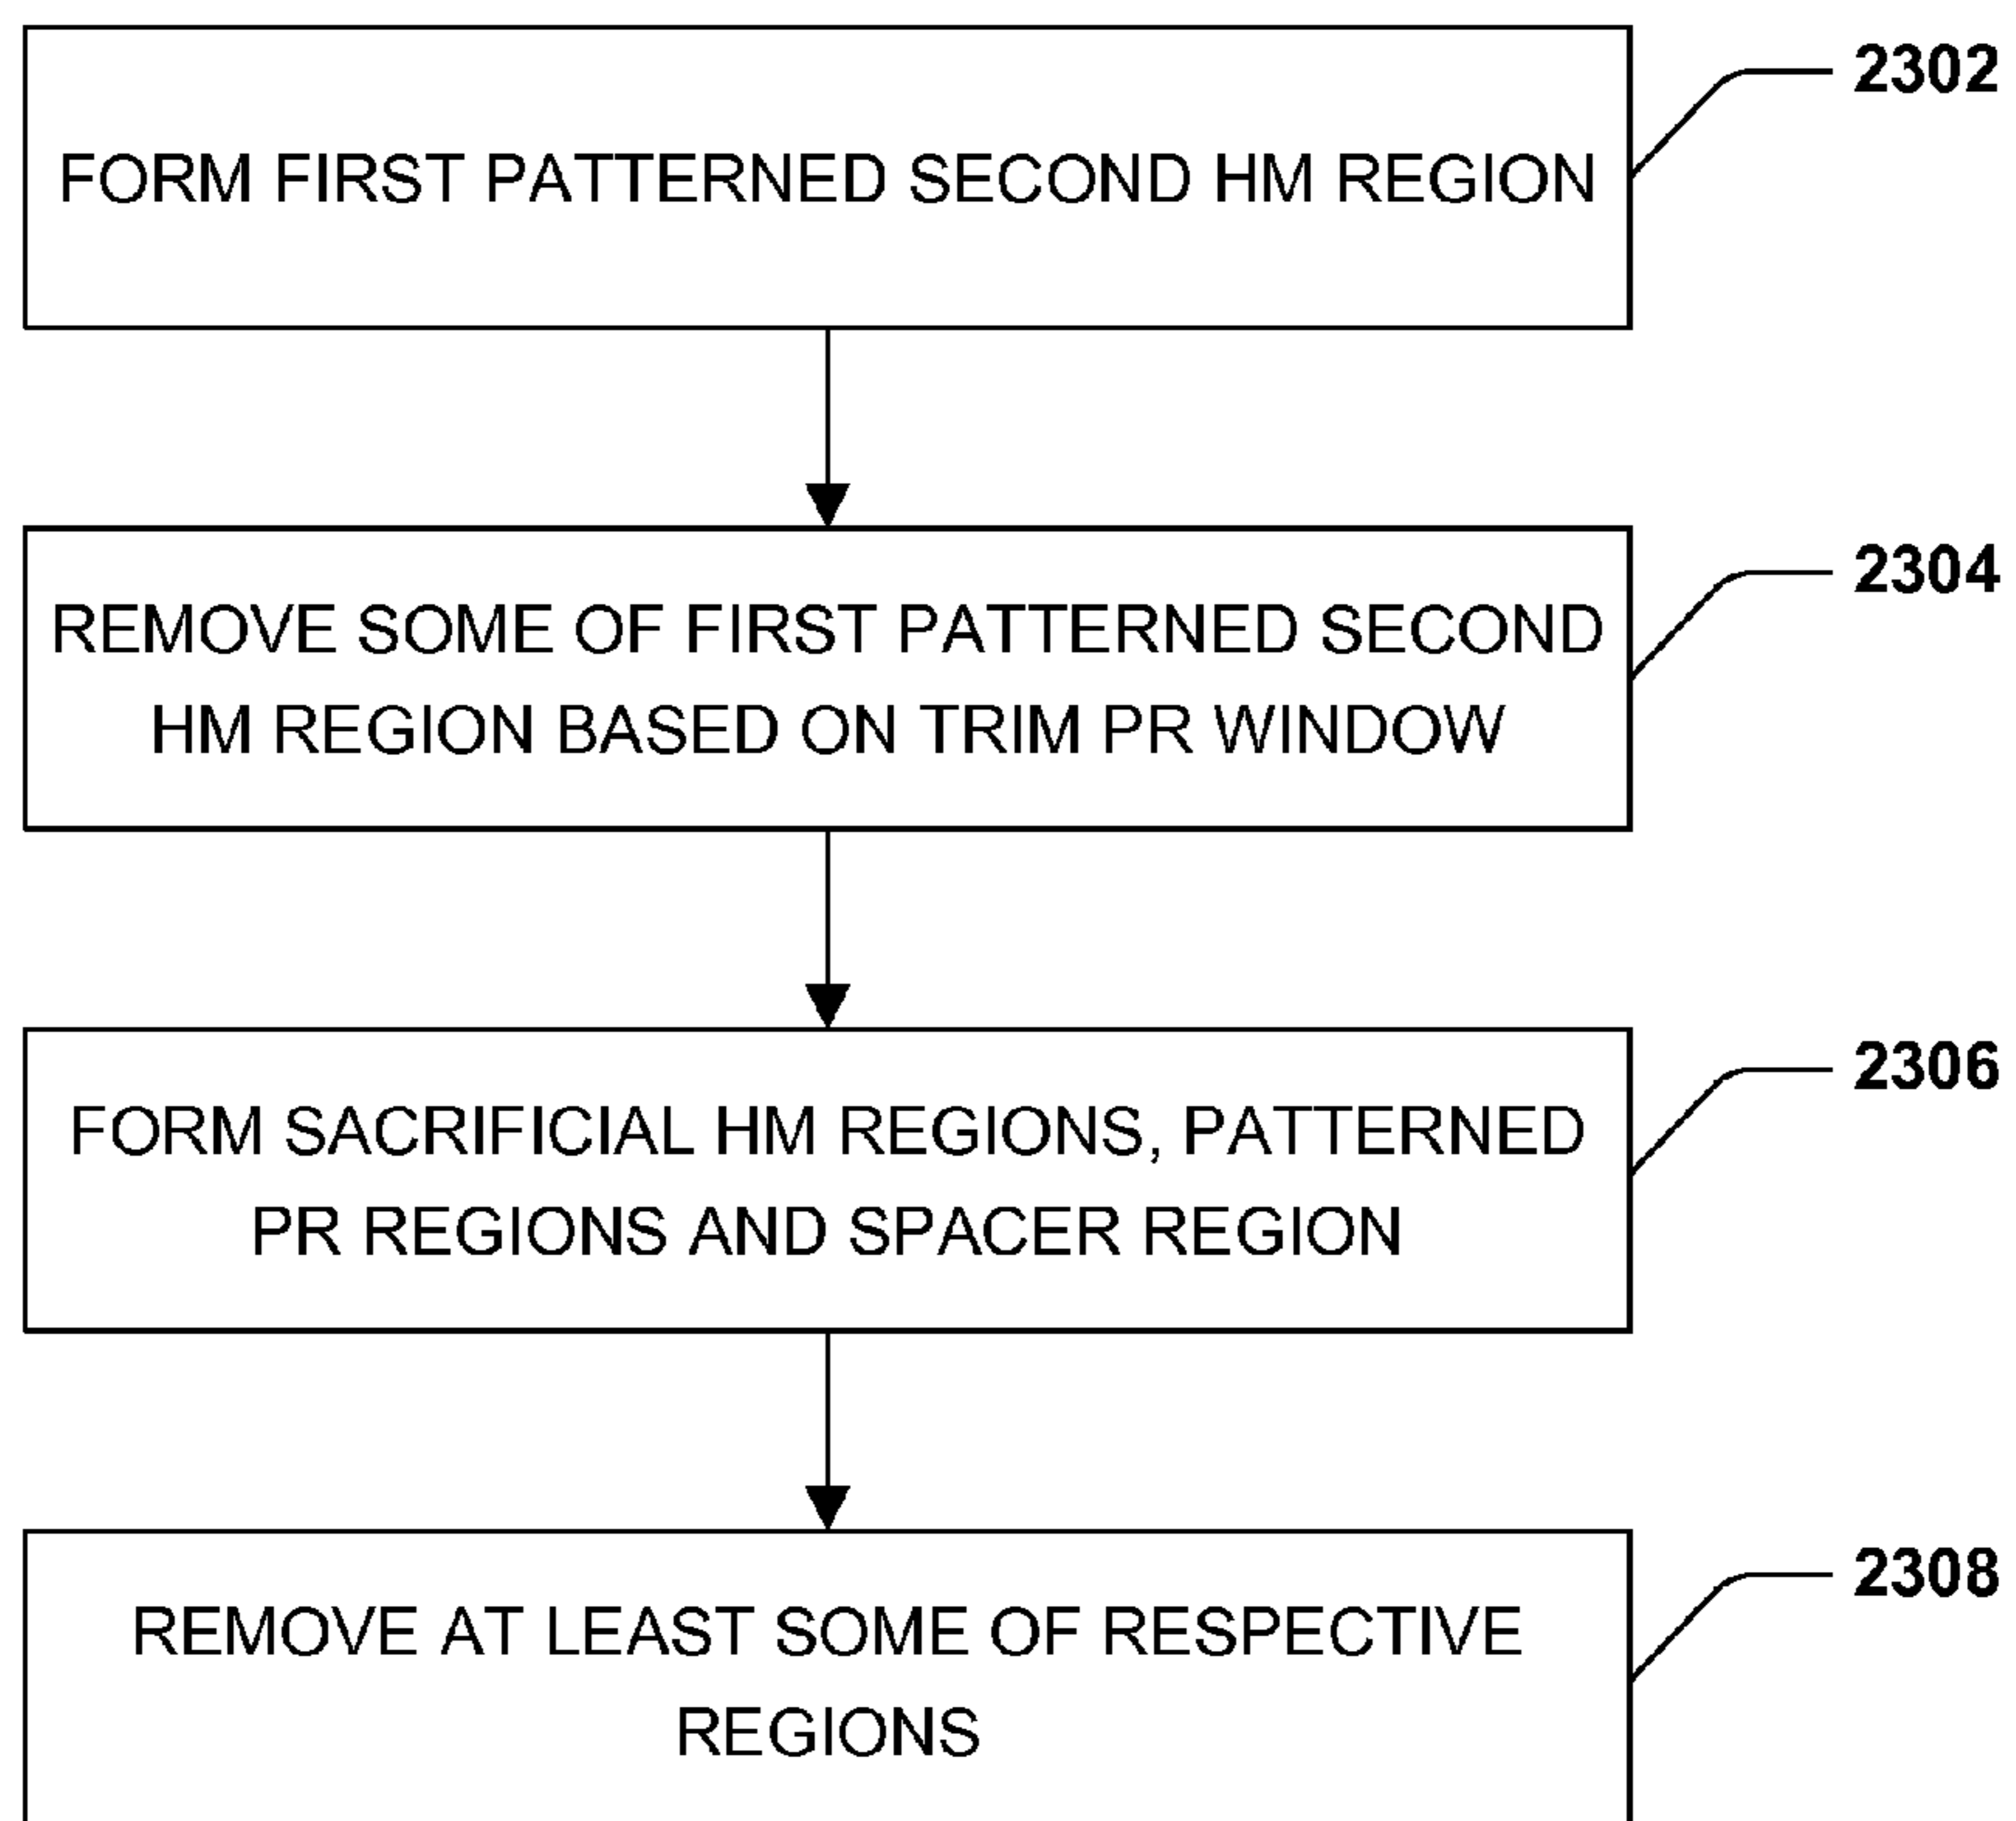 2302
FORM FIRST PATTERNED SECOND HM REGION
2304
REMOVE SOME OF FIRST PATTERNED SECOND
HM REGION BASED ON TRIM PR WINDOW
2306
FORM SACRIFICIAL HM REGIONS, PATTERNED
PR REGIONS AND SPACER REGION
2308
REMOVE AT LEAST SOME OF RESPECTIVE
REGIONS